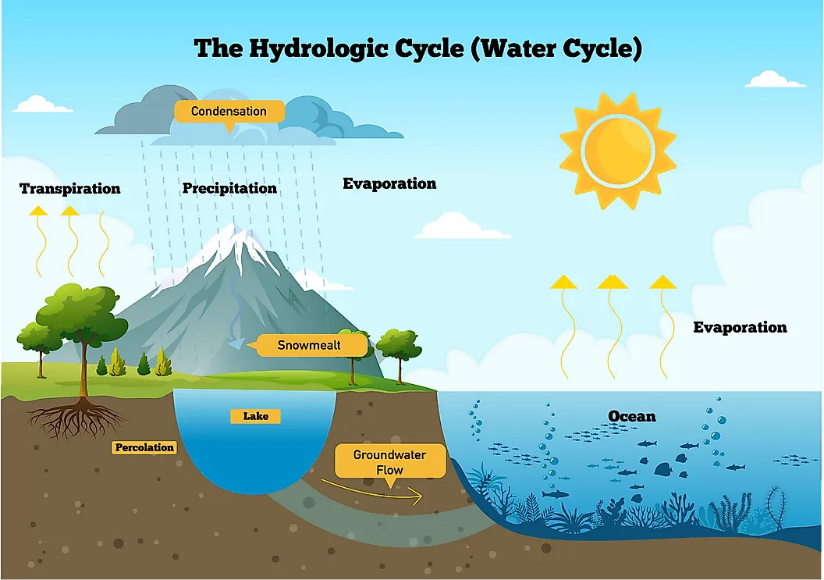 The Hydrologic Cycle (Water Cycle)
Condensation
Transpiration
Precipitation
Evaporation
Evaporation
Snowmealt
Lake
Ocean
Percolation
Groundwater
Flow